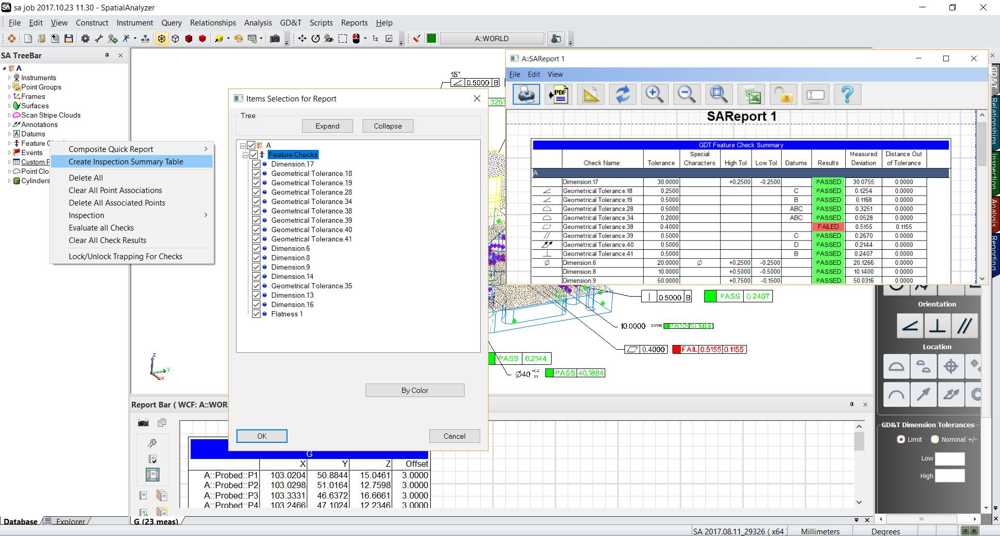 sa job 2017.10.23 11.30 - SpatialAnalyzer
File Edit View Construct Instrument Query Relationships Analysis GD&T Scripts Reports Help
A::WORLD
SA TreeBar
A
Instruments
Point Groups
Frames
Surfaces
Scan Stripe Clouds
Annotations
Datums
Feature
Events
Custom
Point Clo
Cylinders
Composite Quick Report
Create Inspection Summary Table
Delete All
Clear All Point Associations
Delete All Associated Points
Inspection
Evaluate all Checks
Clear All Check Results
Lock/Unlock Trapping For Checks
Items Selection for Report
Tree
Expand Collapse
A
Feature Checks
Dimension.17
Geometrical Tolerance.18
Geometrical Tolerance.19
Geometrical Tolerance.28
Geometrical Tolerance.34
Geometrical Tolerance.38
Geometrical Tolerance.39
Geometrical Tolerance.40
Geometrical Tolerance.41
Dimension.6
Dimension.8
Dimension.9
Dimension.14
Geometrical Tolerance.35
Dimension.13
Dimension.16
Flatness 1
By Color
OK Cancel
15°
0.5000 B
.3251
A::SAReport 1
File Edit View
PDF
SAReport 1
GDT Feature Check Summary
Check Name: Tolerance Special Characters High Tol Low Tol Datums Results Measured Deviation Distance Out of Tolerance
A
Dimension.17 30.0000 +0.2500 -0.2500 PASSED 30.0755 0.0000
∠ Geometrical Tolerance.18 0.2500 C PASSED 0.1254 0.0000
∠ Geometrical Tolerance.19 0.5000 B PASSED 0.1168 0.0000
⌓ Geometrical Tolerance.28 0.5000 ABC PASSED 0.3251 0.0000
⌓ Geometrical Tolerance.34 0.2000 ABC PASSED 0.0528 0.0000
▱ Geometrical Tolerance.38 0.4000 FAILED 0.5155 0.1155
// Geometrical Tolerance.39 0.5000 C PASSED 0.2670 0.0000
Geometrical Tolerance.40 0.5000 D PASSED 0.2144 0.0000
⊥ Geometrical Tolerance.41 0.5000 B PASSED 0.2407 0.0000
∅ Dimension.6 20.0000 ∅ +0.2500 -0.2500 PASSED 20.1266 0.0000
Dimension.8 10.0000 +0.5000 -0.5000 PASSED 10.1400 0.0000
Dimension.9 50.0000 +0.7500 -0.1500 PASSED 50.0316 0.0000
0.5000 B PASS 0.2407
10.0000 PASS 10.1400
0.4000 FAIL 0.5155 0.1155
PASS 0.2144
∅40 PASS 40.1884
Z
Y
X
GD&T
Relationships
Inspection
Analysis
Reporting
Orientation
Location
GD&T Dimension Tolerances
Limit Nominal +/-
Low
High
Report Bar ( WCF: A::WOR
G
X Y Z Offset
A::Probed::P1 103.0204 50.8844 15.0461 3.0000
A::Probed::P2 103.0298 51.0164 12.7598 3.0000
A::Probed::P3 103.3331 46.6372 16.6661 3.0000
A::Probed::P4 103.2466 47.1024 12.2346 3.0000
Database Explorer
G (23 meas)
SA 2017.08.11_29326 ( x64 Millimeters Degrees